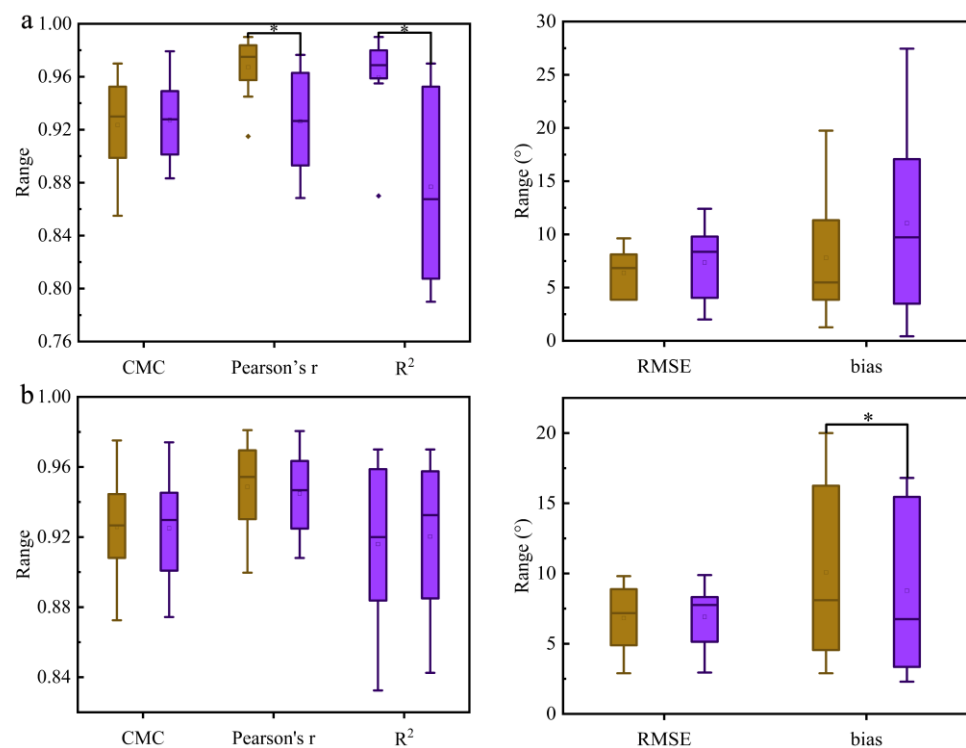 a
1.00
0.96
0.92
0.88
0.84
0.80
0.76
Range
* *
CMC Pearson’s r R²
30
25
20
15
10
5
0
Range (°)
RMSE bias
b
1.00
0.96
0.92
0.88
0.84
Range
CMC Pearson's r R²
20
15
10
5
0
Range (°)
*
RMSE bias